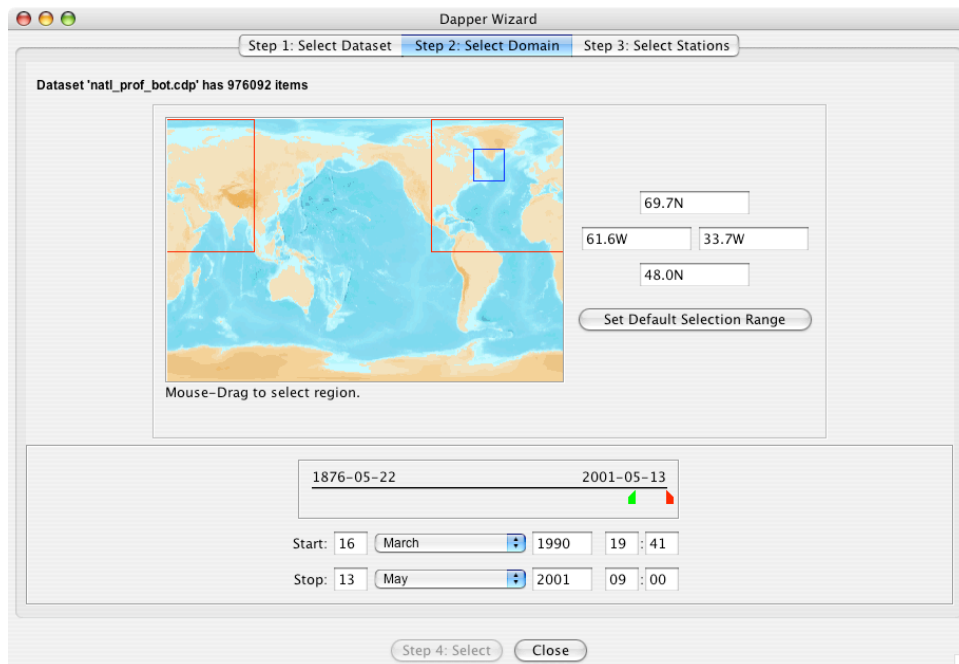 Dapper Wizard
Step 1: Select Dataset Step 2: Select Domain Step 3: Select Stations
Dataset 'natl_prof_bot.cdp' has 976092 items
69.7N
61.6W 33.7W
48.0N
Set Default Selection Range
Mouse-Drag to select region.
1876-05-22 2001-05-13
Start: 16 March 1990 19 : 41
Stop: 13 May 2001 09 : 00
Step 4: Select Close